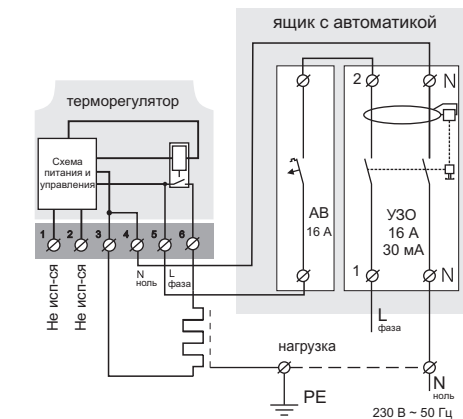 ящик с автоматикой
терморегулятор
Схема
питания и
управления
1 2 3 4 5 6
Не исп-ся
Не исп-ся
N
ноль
L
фаза
АВ
16 А
2
N
УЗО
16 А
30 мА
1
N
L
фаза
нагрузка
PE
N
ноль
230 В ~ 50 Гц